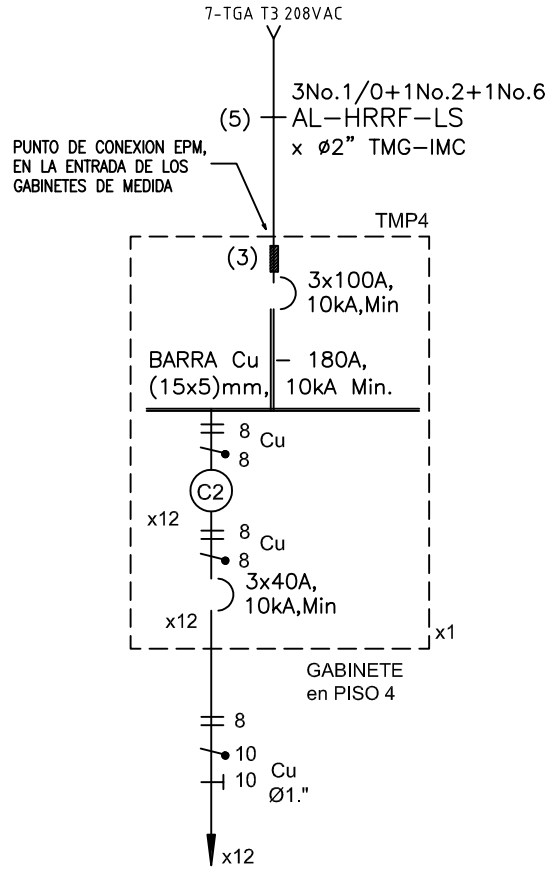 7-TGA T3 208VAC
3No.1/0+1No.2+1No.6
(5) AL-HRRF-LS
x Ø2" TMG-IMC
PUNTO DE CONEXION EPM,
EN LA ENTRADA DE LOS
GABINETES DE MEDIDA
TMP4
(3)
3x100A,
10kA,Min
BARRA Cu 180A,
(15x5)mm, 10kA Min.
8 Cu
8
C2
x12
8 Cu
8
3x40A,
10kA,Min
x12
x1
GABINETE
en PISO 4
8
10 Cu
10 Ø1."
x12